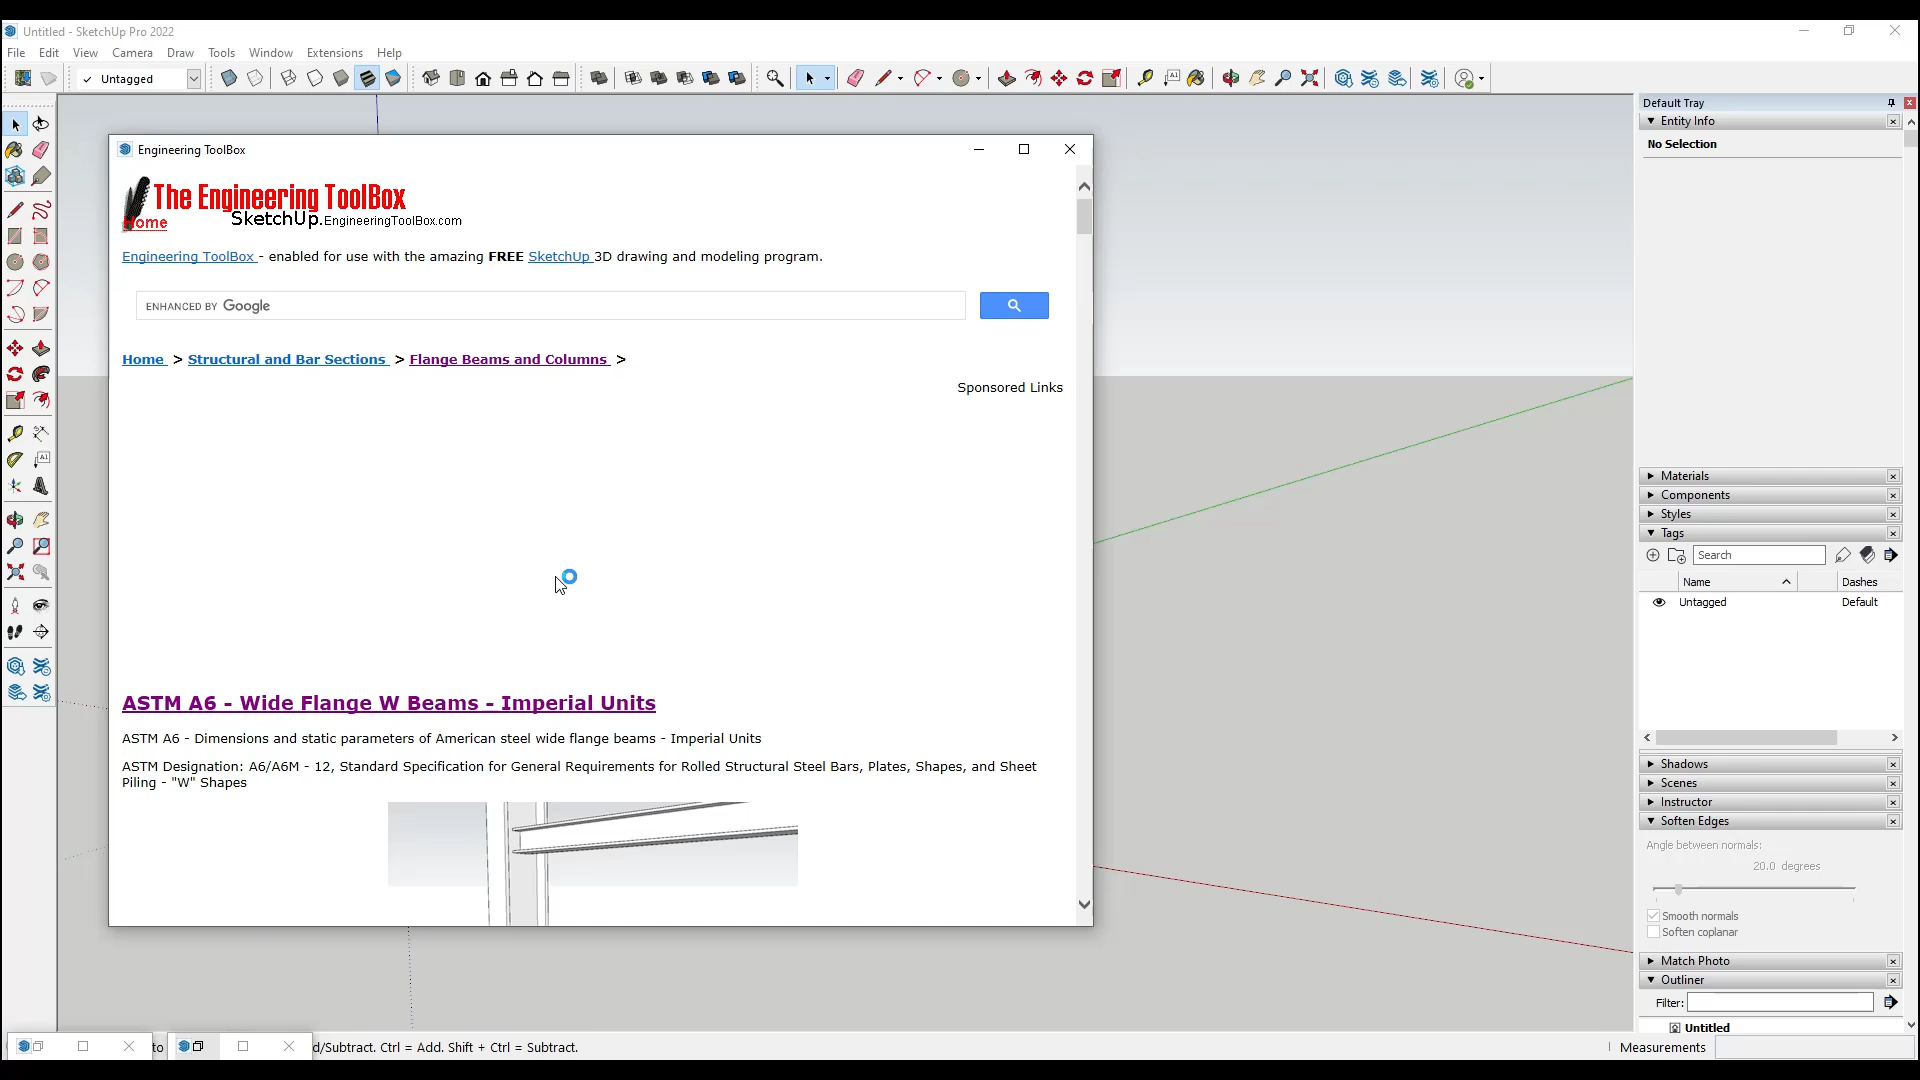 Untitled - SketchUp Pro 2022
File Edit View Camera Draw Tools Window Extensions Help
Untagged
Default Tray
Entity Info
No Selection
Engineering ToolBox
The Engineering ToolBox
Home
SketchUp.EngineeringToolBox.com
Engineering ToolBox - enabled for use with the amazing FREE SketchUp 3D drawing and modeling program.
ENHANCED BY Google
Home > Structural and Bar Sections > Flange Beams and Columns >
Sponsored Links
ASTM A6 - Wide Flange W Beams - Imperial Units
ASTM A6 - Dimensions and static parameters of American steel wide flange beams - Imperial Units
ASTM Designation: A6/A6M - 12, Standard Specification for General Requirements for Rolled Structural Steel Bars, Plates, Shapes, and Sheet
Piling - "W" Shapes
Materials
Components
Styles
Tags
Search
Name Dashes
Untagged Default
Shadows
Scenes
Instructor
Soften Edges
Angle between normals:
20.0 degrees
Smooth normals
Soften coplanar
Match Photo
Outliner
Filter:
Untitled
to
d/Subtract. Ctrl = Add. Shift + Ctrl = Subtract.
Measurements